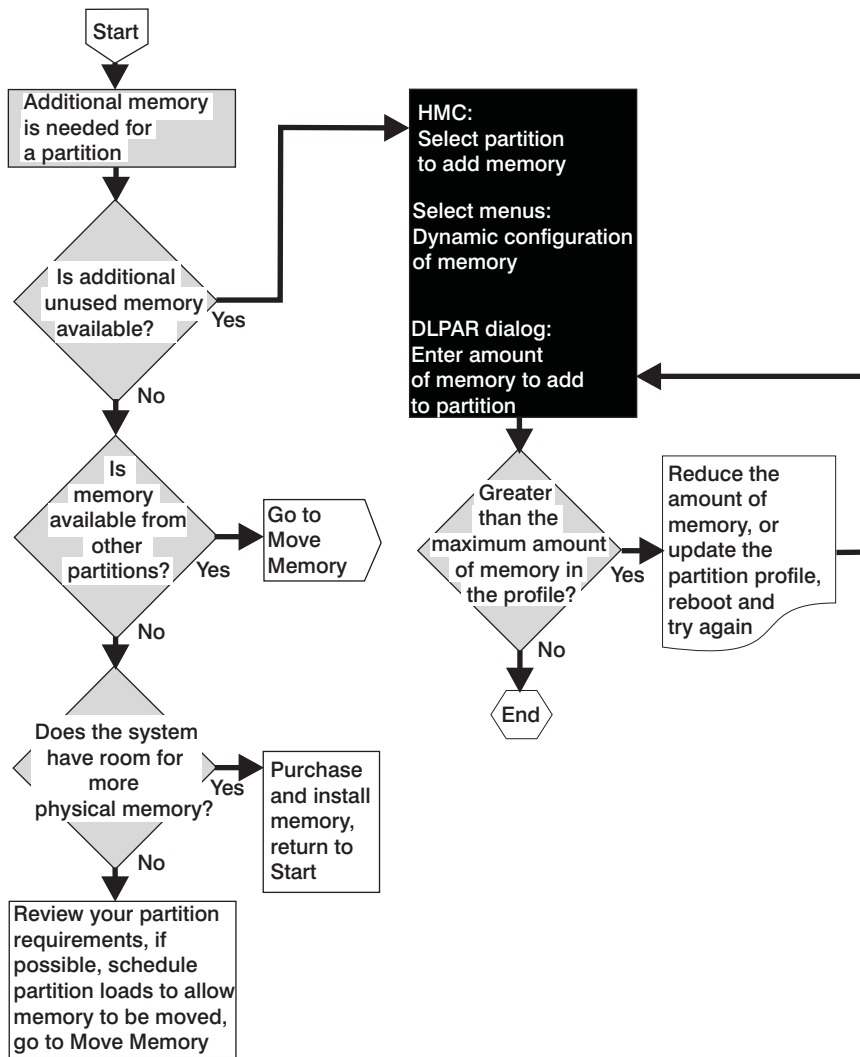 Start
Additional memory
is needed for
a partition
Is additional
unused memory
available?
Yes
No
Is
memory
available from
other
partitions?
Yes
Go to
Move
Memory
No
Does the system
have room for
more
physical memory?
Yes
Purchase
and install
memory,
return to
Start
No
Review your partition
requirements, if
possible, schedule
partition loads to allow
memory to be moved,
go to Move Memory
HMC:
Select partition
to add memory
Select menus:
Dynamic configuration
of memory
DLPAR dialog:
Enter amount
of memory to add
to partition
Greater
than the
maximum amount
of memory in
the profile?
Yes
Reduce the
amount of
memory, or
update the
partition profile,
reboot and
try again
No
End